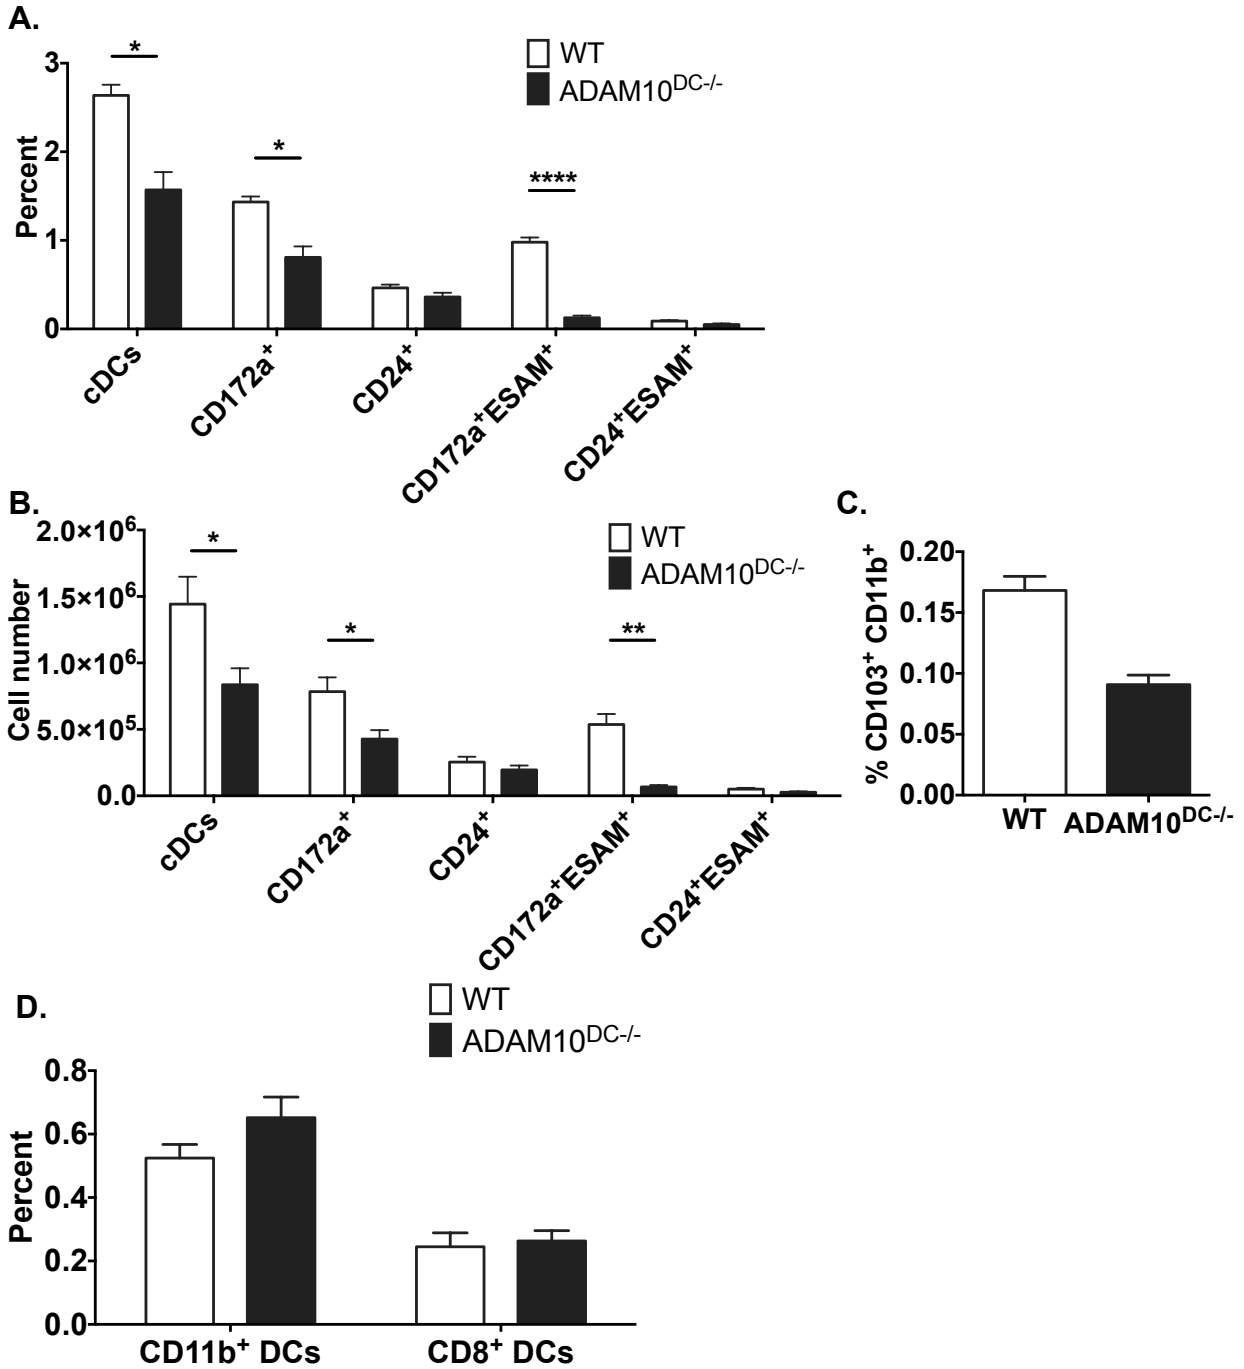 A.
*
*
****
WT
ADAM10DC-/-
3
2
1
0
Percent
cDCs
CD172a+
CD24+
CD172a+ESAM+
CD24+ESAM+
B.
*
*
**
WT
ADAM10DC-/-
2.0×10⁶
1.5×10⁶
1.0×10⁶
5.0×10⁵
0.0
Cell number
cDCs
CD172a+
CD24+
CD172a+ESAM+
CD24+ESAM+
C.
0.20
0.15
0.10
0.05
0.00
% CD103+ CD11b+
WT
ADAM10DC-/-
D.
WT
ADAM10DC-/-
0.8
0.6
0.4
0.2
0.0
Percent
CD11b+ DCs
CD8+ DCs